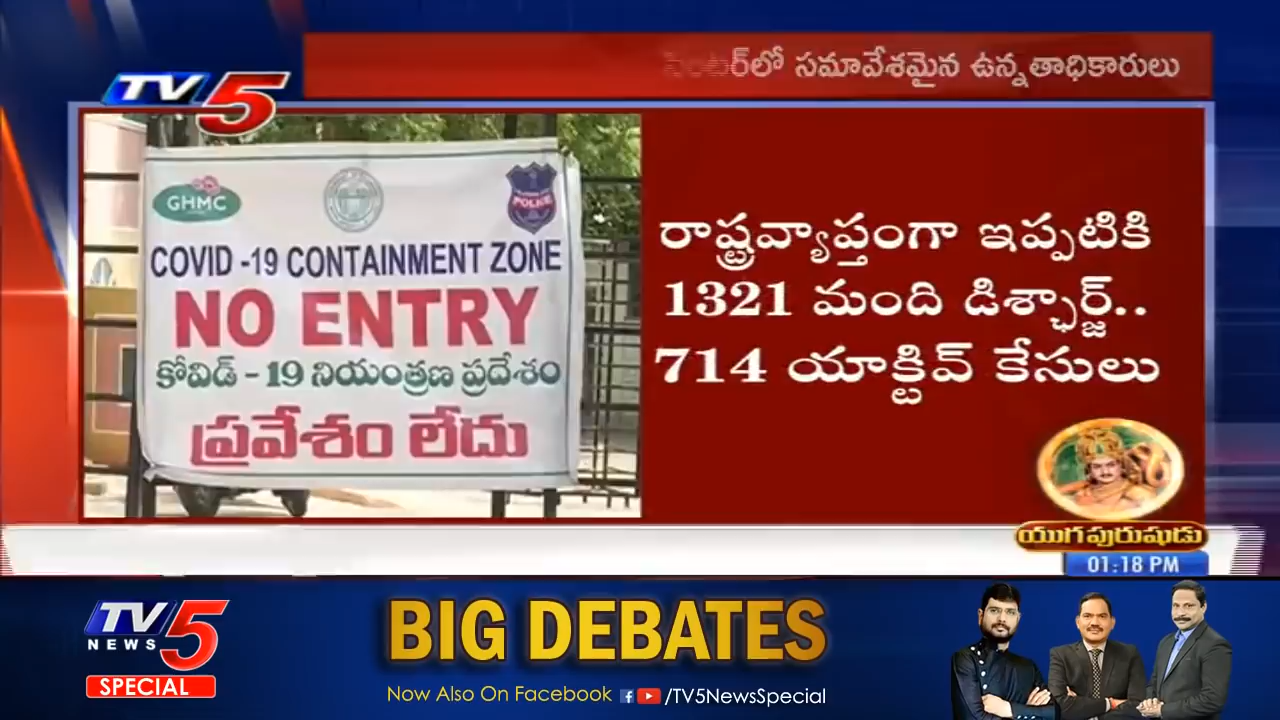 ర్‌లో సమావేశమైన ఉన్నతాధికారులు
TV5
GHMC
POLICE
COVID -19 CONTAINMENT ZONE
NO ENTRY
కోవిడ్ - 19 నియంత్రణ ప్రదేశం
ప్రవేశం లేదు
రాష్ట్రవ్యాప్తంగా ఇప్పటికి
1321 మంది డిశ్ఛార్జ్..
714 యాక్టివ్ కేసులు
యుగపురుషుడు
01:18 PM
TV5
NEWS
SPECIAL
BIG DEBATES
Now Also On Facebook /TV5NewsSpecial